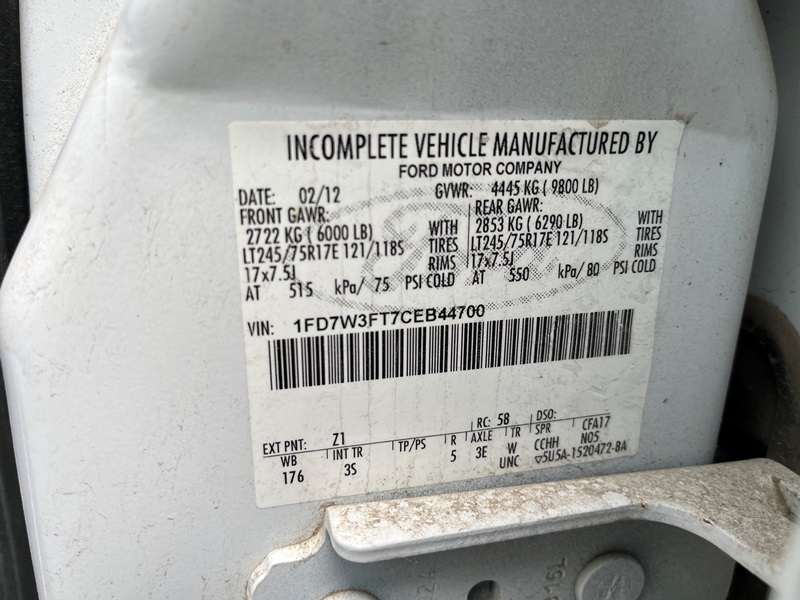 INCOMPLETE VEHICLE MANUFACTURED BY
FORD MOTOR COMPANY
DATE: 02/12 GVWR: 4445 KG ( 9800 LB)
FRONT GAWR: REAR GAWR:
2722 KG ( 6000 LB) WITH 2853 KG ( 6290 LB) WITH
LT245/75R17E 121/118S TIRES LT245/75R17E 121/118S TIRES
17x7.5J RIMS 17x7.5J RIMS
AT 515 kPa/ 75 PSI COLD AT 550 kPa/ 80 PSI COLD
VIN: 1FD7W3FT7CEB44700
EXT PNT: Z1 RC: 58 DSO:
WB INT TR TP/PS R AXLE TR SPR CFA17
176 3S 5 3E W CCHH N05
UNC ▽5U5A-1520472-BA